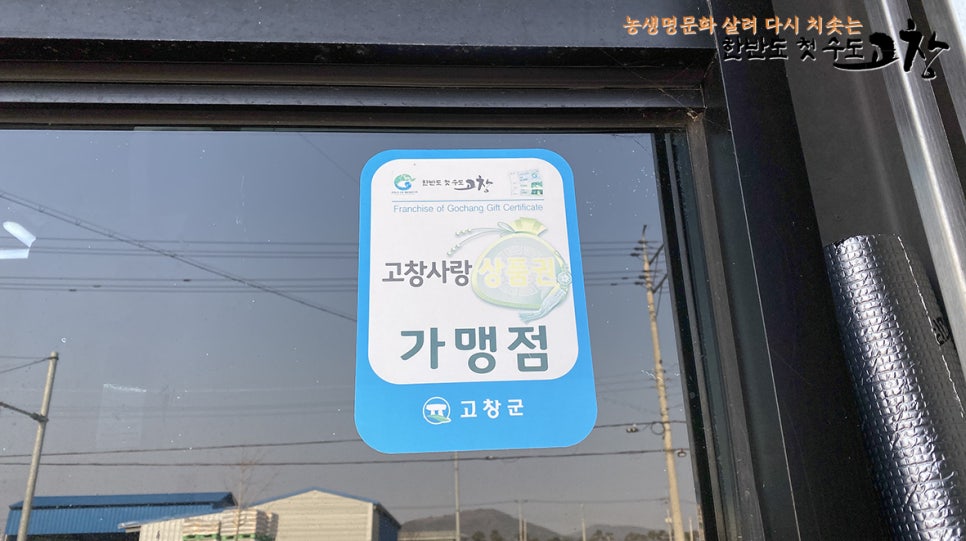 농생명문화 살려 다시 치솟는
한반도 첫 수도 고창
한반도 첫 수도 고창
Franchise of Gochang Gift Certificate
고창사랑상품권
가맹점
고창군